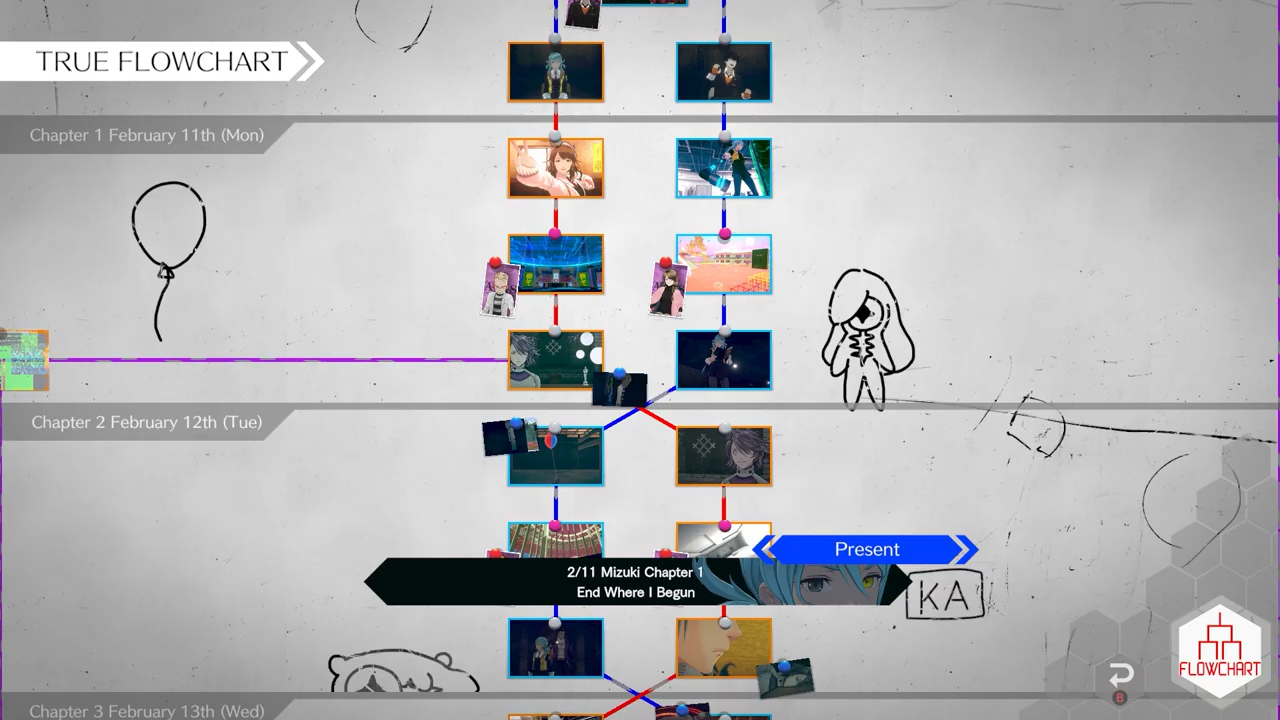 TRUE FLOWCHART
Chapter 1 February 11th (Mon)
Chapter 2 February 12th (Tue)
Present
2/11 Mizuki Chapter 1
End Where I Begun
KA
FLOWCHART
B
Chapter 3 February 13th (Wed)